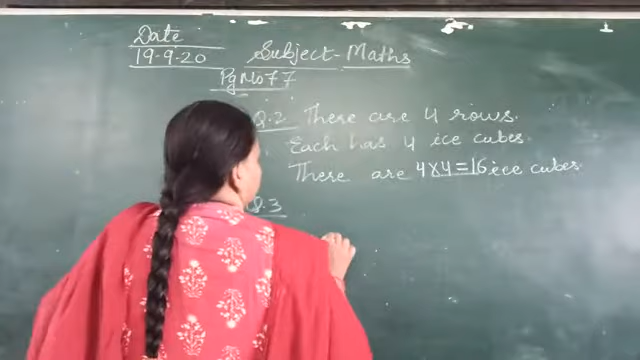 Date
19.9.20
Subject-Maths
Pg No 77
Q.2 There are 4 rows.
Each has 4 ice cubes.
There are 4x4=16 ice cubes.
Q.3